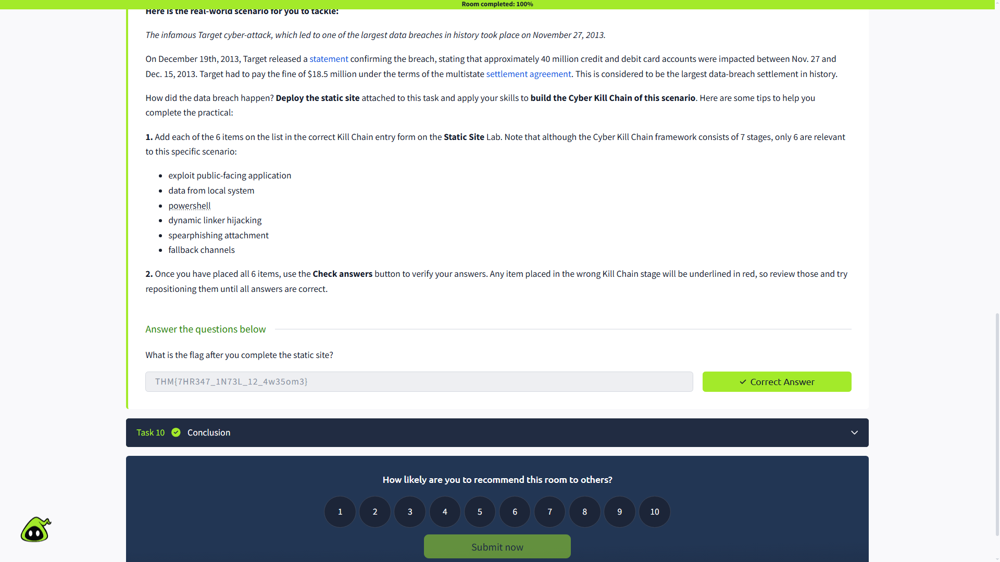 Room completed: 100%
Here is the real-world scenario for you to tackle:
The infamous Target cyber-attack, which led to one of the largest data breaches in history took place on November 27, 2013.
On December 19th, 2013, Target released a statement confirming the breach, stating that approximately 40 million credit and debit card accounts were impacted between Nov. 27 and
Dec. 15, 2013. Target had to pay the fine of $18.5 million under the terms of the multistate settlement agreement. This is considered to be the largest data-breach settlement in history.
How did the data breach happen? Deploy the static site attached to this task and apply your skills to build the Cyber Kill Chain of this scenario. Here are some tips to help you
complete the practical:
1. Add each of the 6 items on the list in the correct Kill Chain entry form on the Static Site Lab. Note that although the Cyber Kill Chain framework consists of 7 stages, only 6 are relevant
to this specific scenario:
• exploit public-facing application
• data from local system
• powershell
• dynamic linker hijacking
• spearphishing attachment
• fallback channels
2. Once you have placed all 6 items, use the Check answers button to verify your answers. Any item placed in the wrong Kill Chain stage will be underlined in red, so review those and try
repositioning them until all answers are correct.
Answer the questions below
What is the flag after you complete the static site?
THM{7HR347_1N73L_12_4w35om3}
Correct Answer
Task 10 Conclusion
How likely are you to recommend this room to others?
1 2 3 4 5 6 7 8 9 10
Submit now